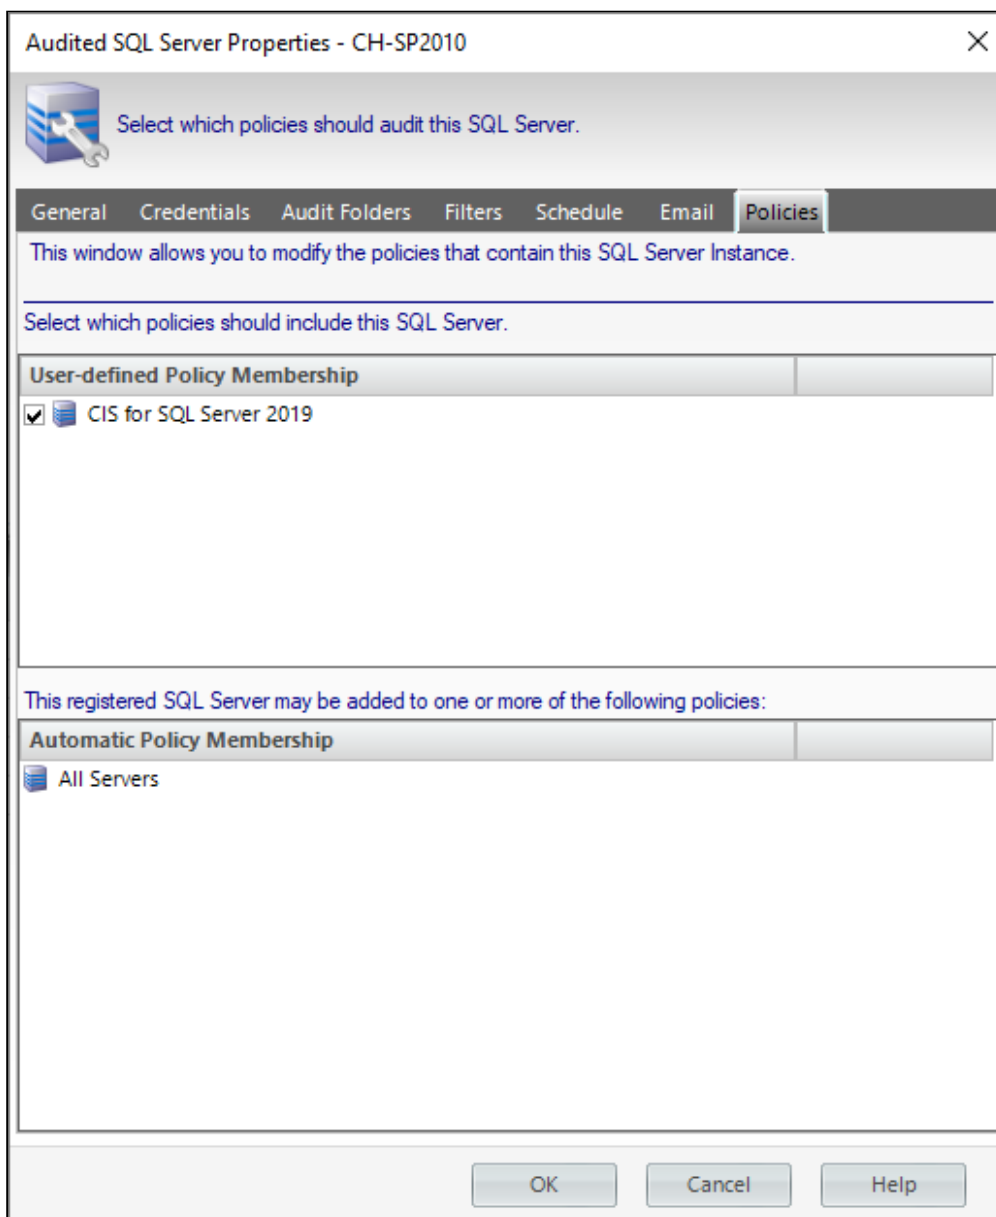 Audited SQL Server Properties - CH-SP2010
Select which policies should audit this SQL Server.
General Credentials Audit Folders Filters Schedule Email Policies
This window allows you to modify the policies that contain this SQL Server Instance.
Select which policies should include this SQL Server.
User-defined Policy Membership
CIS for SQL Server 2019
This registered SQL Server may be added to one or more of the following policies:
Automatic Policy Membership
All Servers
OK Cancel Help